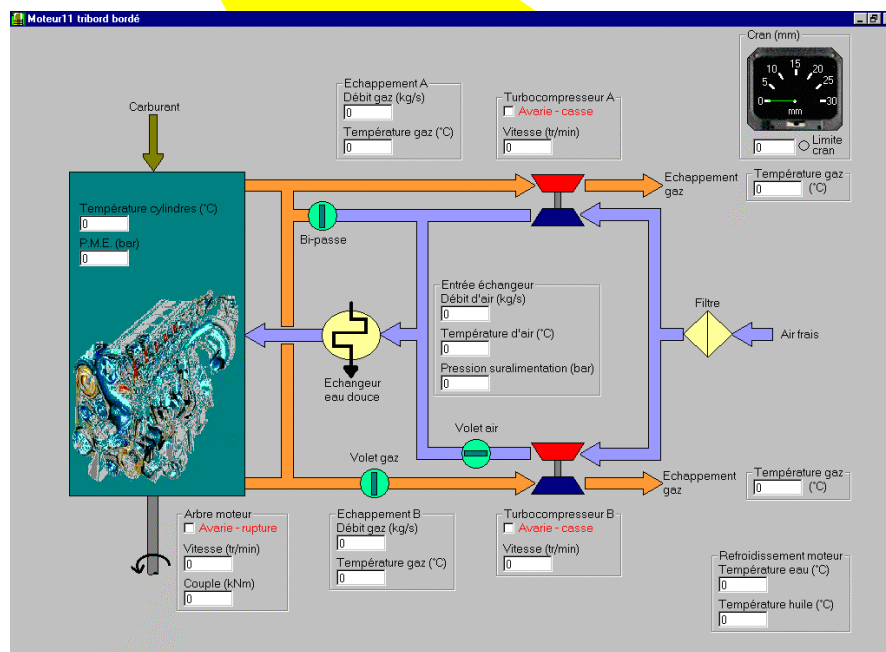 Moteur11 tribord bordé
Cran (mm)
0
5
10
15
20
25
30
mm
0
Limite
cran
Carburant
Echappement A
Débit gaz (kg/s)
0
Température gaz (°C)
0
Turbocompresseur A
Avarie - casse
Vitesse (tr/min)
0
Echappement
gaz
Température gaz
0 (°C)
Température cylindres (°C)
0
P.M.E. (bar)
0
Bi-passe
Entrée échangeur
Débit d'air (kg/s)
0
Température d'air (°C)
0
Pression suralimentation (bar)
0
Filtre
Air frais
Echangeur
eau douce
Volet air
Volet gaz
Echappement
gaz
Température gaz
0 (°C)
Arbre moteur
Avarie - rupture
Vitesse (tr/min)
0
Couple (kNm)
0
Echappement B
Débit gaz (kg/s)
0
Température gaz (°C)
0
Turbocompresseur B
Avarie - casse
Vitesse (tr/min)
0
Refroidissement moteur
Température eau (°C)
0
Température huile (°C)
0